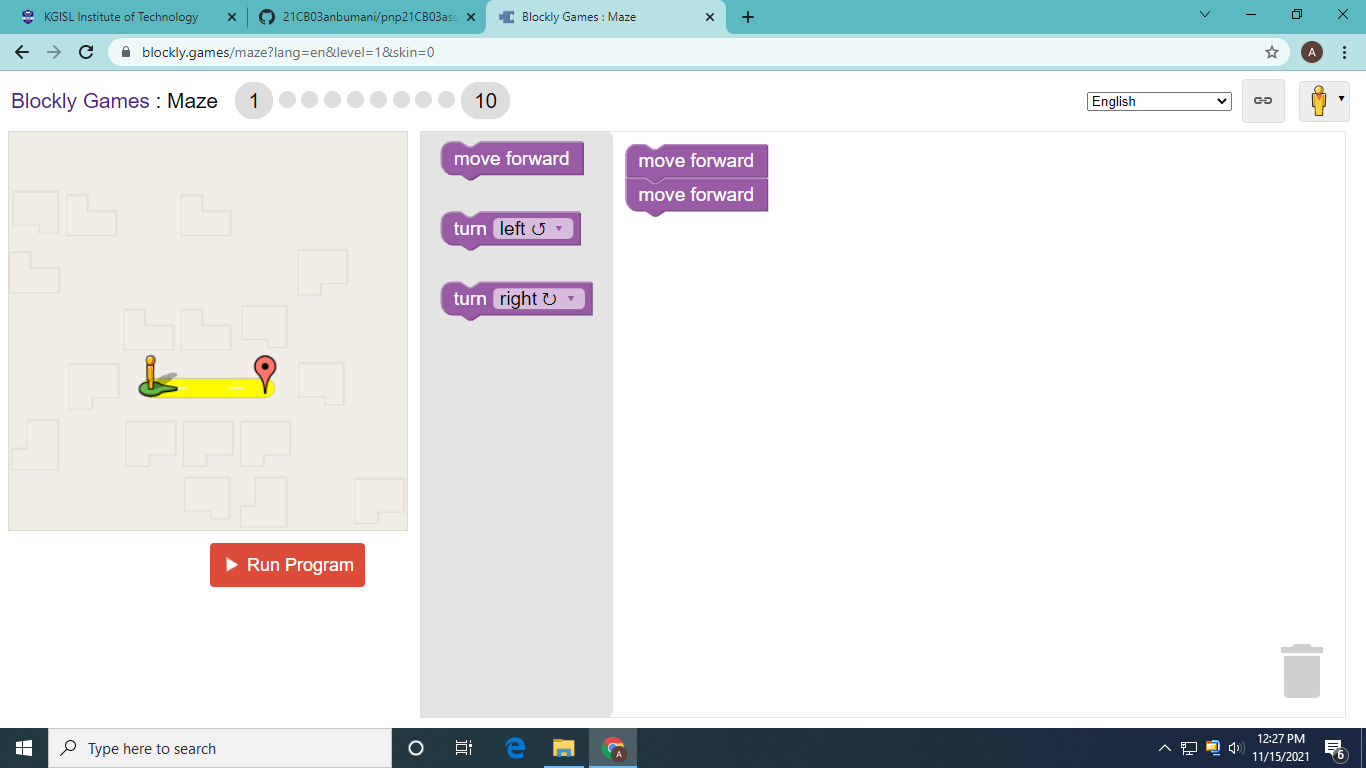 KGISL Institute of Technology
21CB03anbumani/pnp21CB03ass
Blockly Games : Maze
blockly.games/maze?lang=en&level=1&skin=0
A
Blockly Games : Maze
1
10
English
move forward
turn left ↺
turn right ↻
move forward
move forward
Run Program
Type here to search
A
12:27 PM
11/15/2021
6